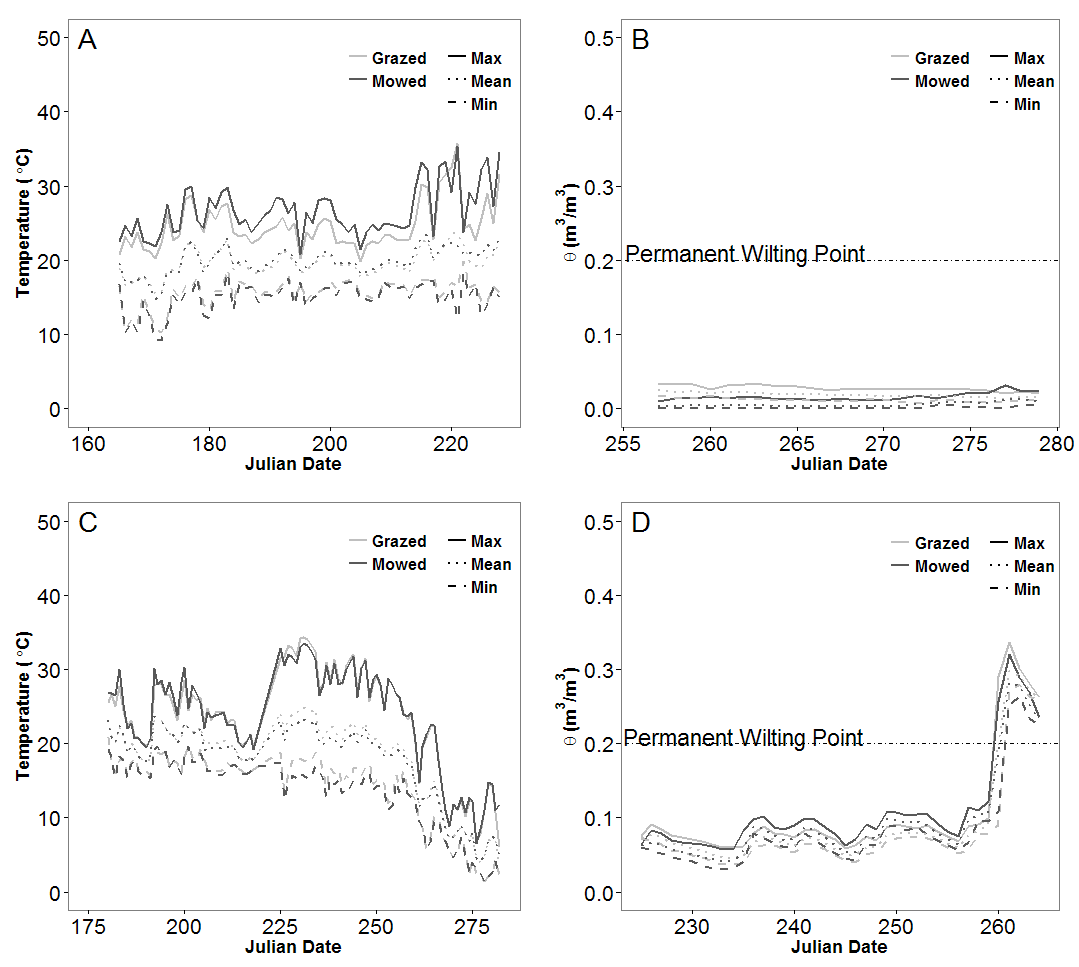 A
Grazed Max
Mowed Mean
Min
50
40
30
20
10
0
Temperature ( °C)
160 180 200 220
Julian Date
B
Grazed Max
Mowed Mean
Min
0.5
0.4
0.3
0.2
0.1
0.0
θ (m³/m³)
Permanent Wilting Point
255 260 265 270 275 280
Julian Date
C
Grazed Max
Mowed Mean
Min
50
40
30
20
10
0
Temperature ( °C)
175 200 225 250 275
Julian Date
D
Grazed Max
Mowed Mean
Min
0.5
0.4
0.3
0.2
0.1
0.0
θ (m³/m³)
Permanent Wilting Point
230 240 250 260
Julian Date